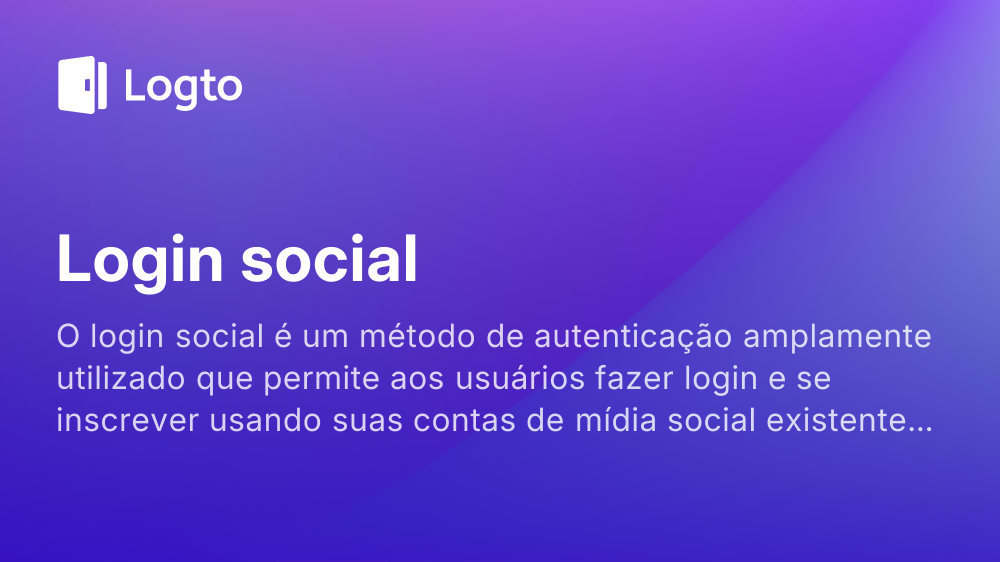 Logto
Login social
O login social é um método de autenticação amplamente
utilizado que permite aos usuários fazer login e se
inscrever usando suas contas de mídia social existente...